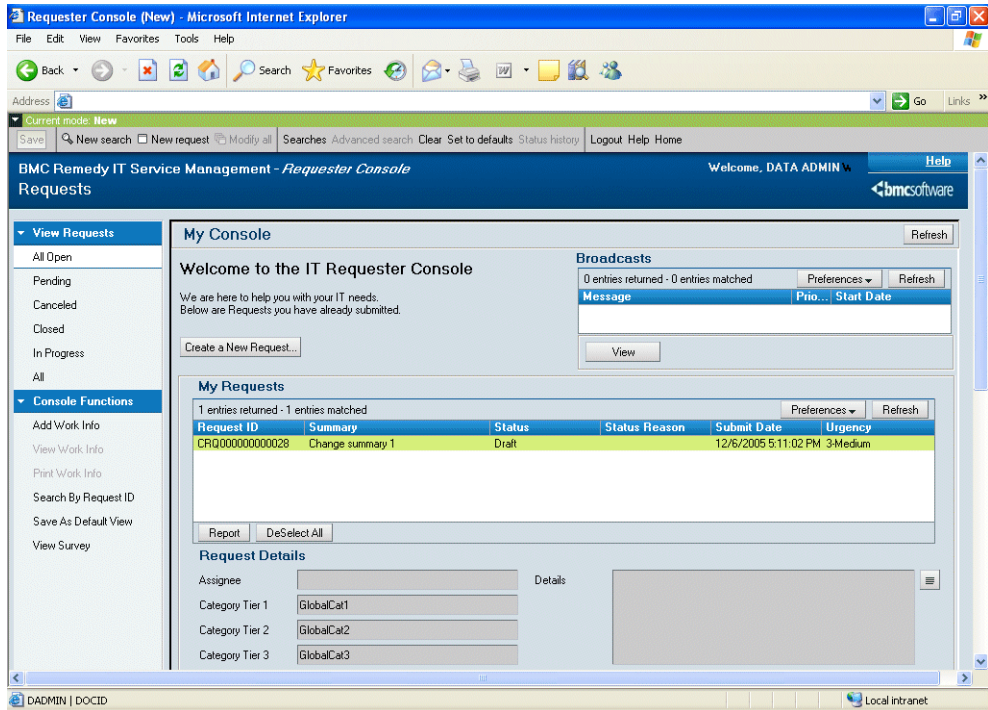 Requester Console (New) - Microsoft Internet Explorer
File Edit View Favorites Tools Help
Back Search Favorites
Address Go Links »
Current mode: New
Save New search New request Modify all Searches Advanced search Clear Set to defaults Status history Logout Help Home
BMC Remedy IT Service Management - Requester Console Welcome, DATA ADMIN Help
Requests bmcsoftware
View Requests
All Open
Pending
Canceled
Closed
In Progress
All
Console Functions
Add Work Info
View Work Info
Print Work Info
Search By Request ID
Save As Default View
View Survey
My Console Refresh
Welcome to the IT Requester Console
We are here to help you with your IT needs.
Below are Requests you have already submitted.
Create a New Request...
Broadcasts
0 entries returned - 0 entries matched Preferences Refresh
Message Prio... Start Date
View
My Requests
1 entries returned - 1 entries matched Preferences Refresh
Request ID Summary Status Status Reason Submit Date Urgency
CRQ000000000028 Change summary 1 Draft 12/6/2005 5:11:02 PM 3-Medium
Report DeSelect All
Request Details
Assignee Details
Category Tier 1 GlobalCat1
Category Tier 2 GlobalCat2
Category Tier 3 GlobalCat3
DADMIN | DOCID Local intranet